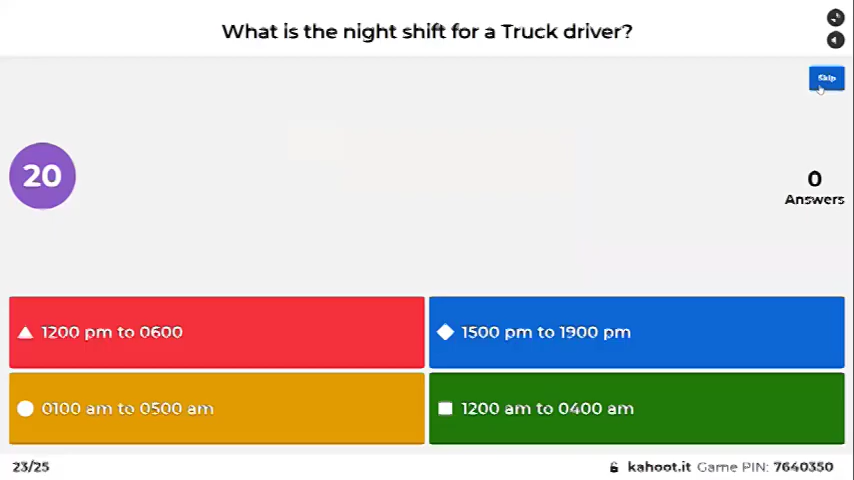 What is the night shift for a Truck driver?
Skip
20
0
Answers
1200 pm to 0600
1500 pm to 1900 pm
0100 am to 0500 am
1200 am to 0400 am
23/25
kahoot.it Game PIN: 7640350